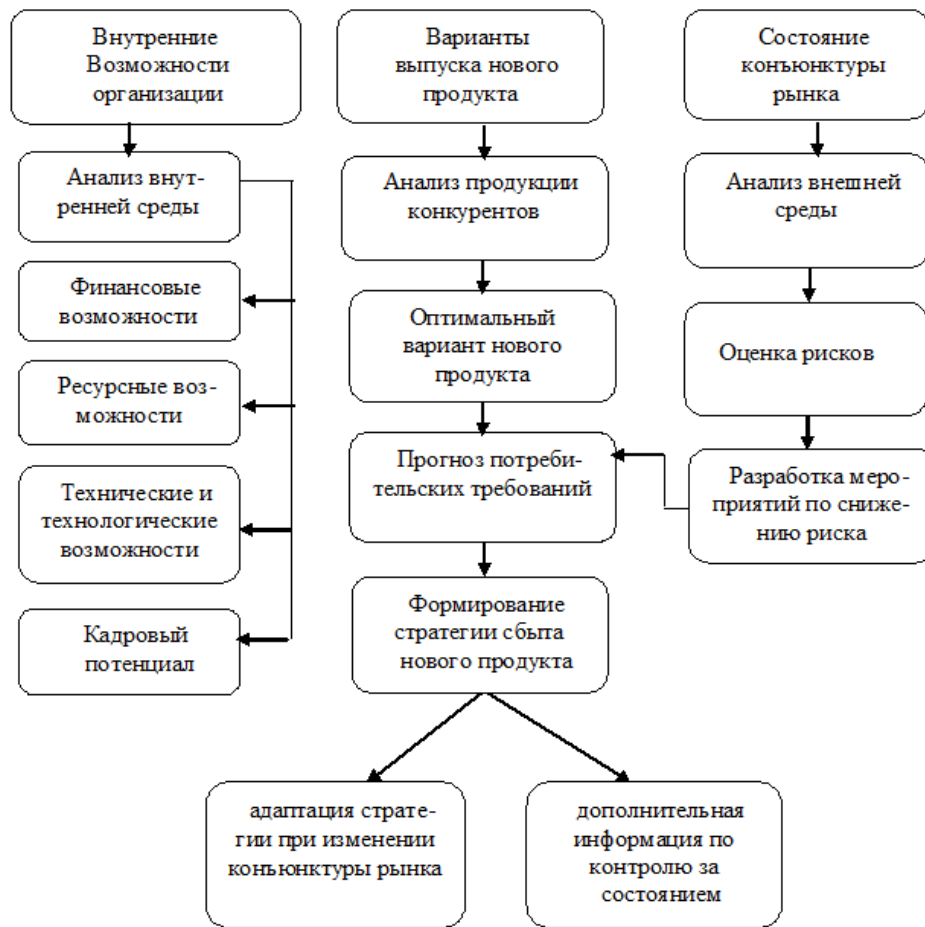 Внутренние
Возможности
организации
Анализ внут-
ренней среды
Финансовые
возможности
Ресурсные воз-
можности
Технические и
технологические
возможности
Кадровый
потенциал
Варианты
выпуска нового
продукта
Анализ продукции
конкурентов
Оптимальный
вариант нового
продукта
Прогноз потреби-
тельских требований
Формирование
стратегии сбыта
нового продукта
Состояние
конъюнктуры
рынка
Анализ внешней
среды
Оценка рисков
Разработка меро-
приятий по сниже-
нию риска
адаптация страте-
гии при изменении
конъюнктуры рынка
дополнительная
информация по
контролю за
состоянием